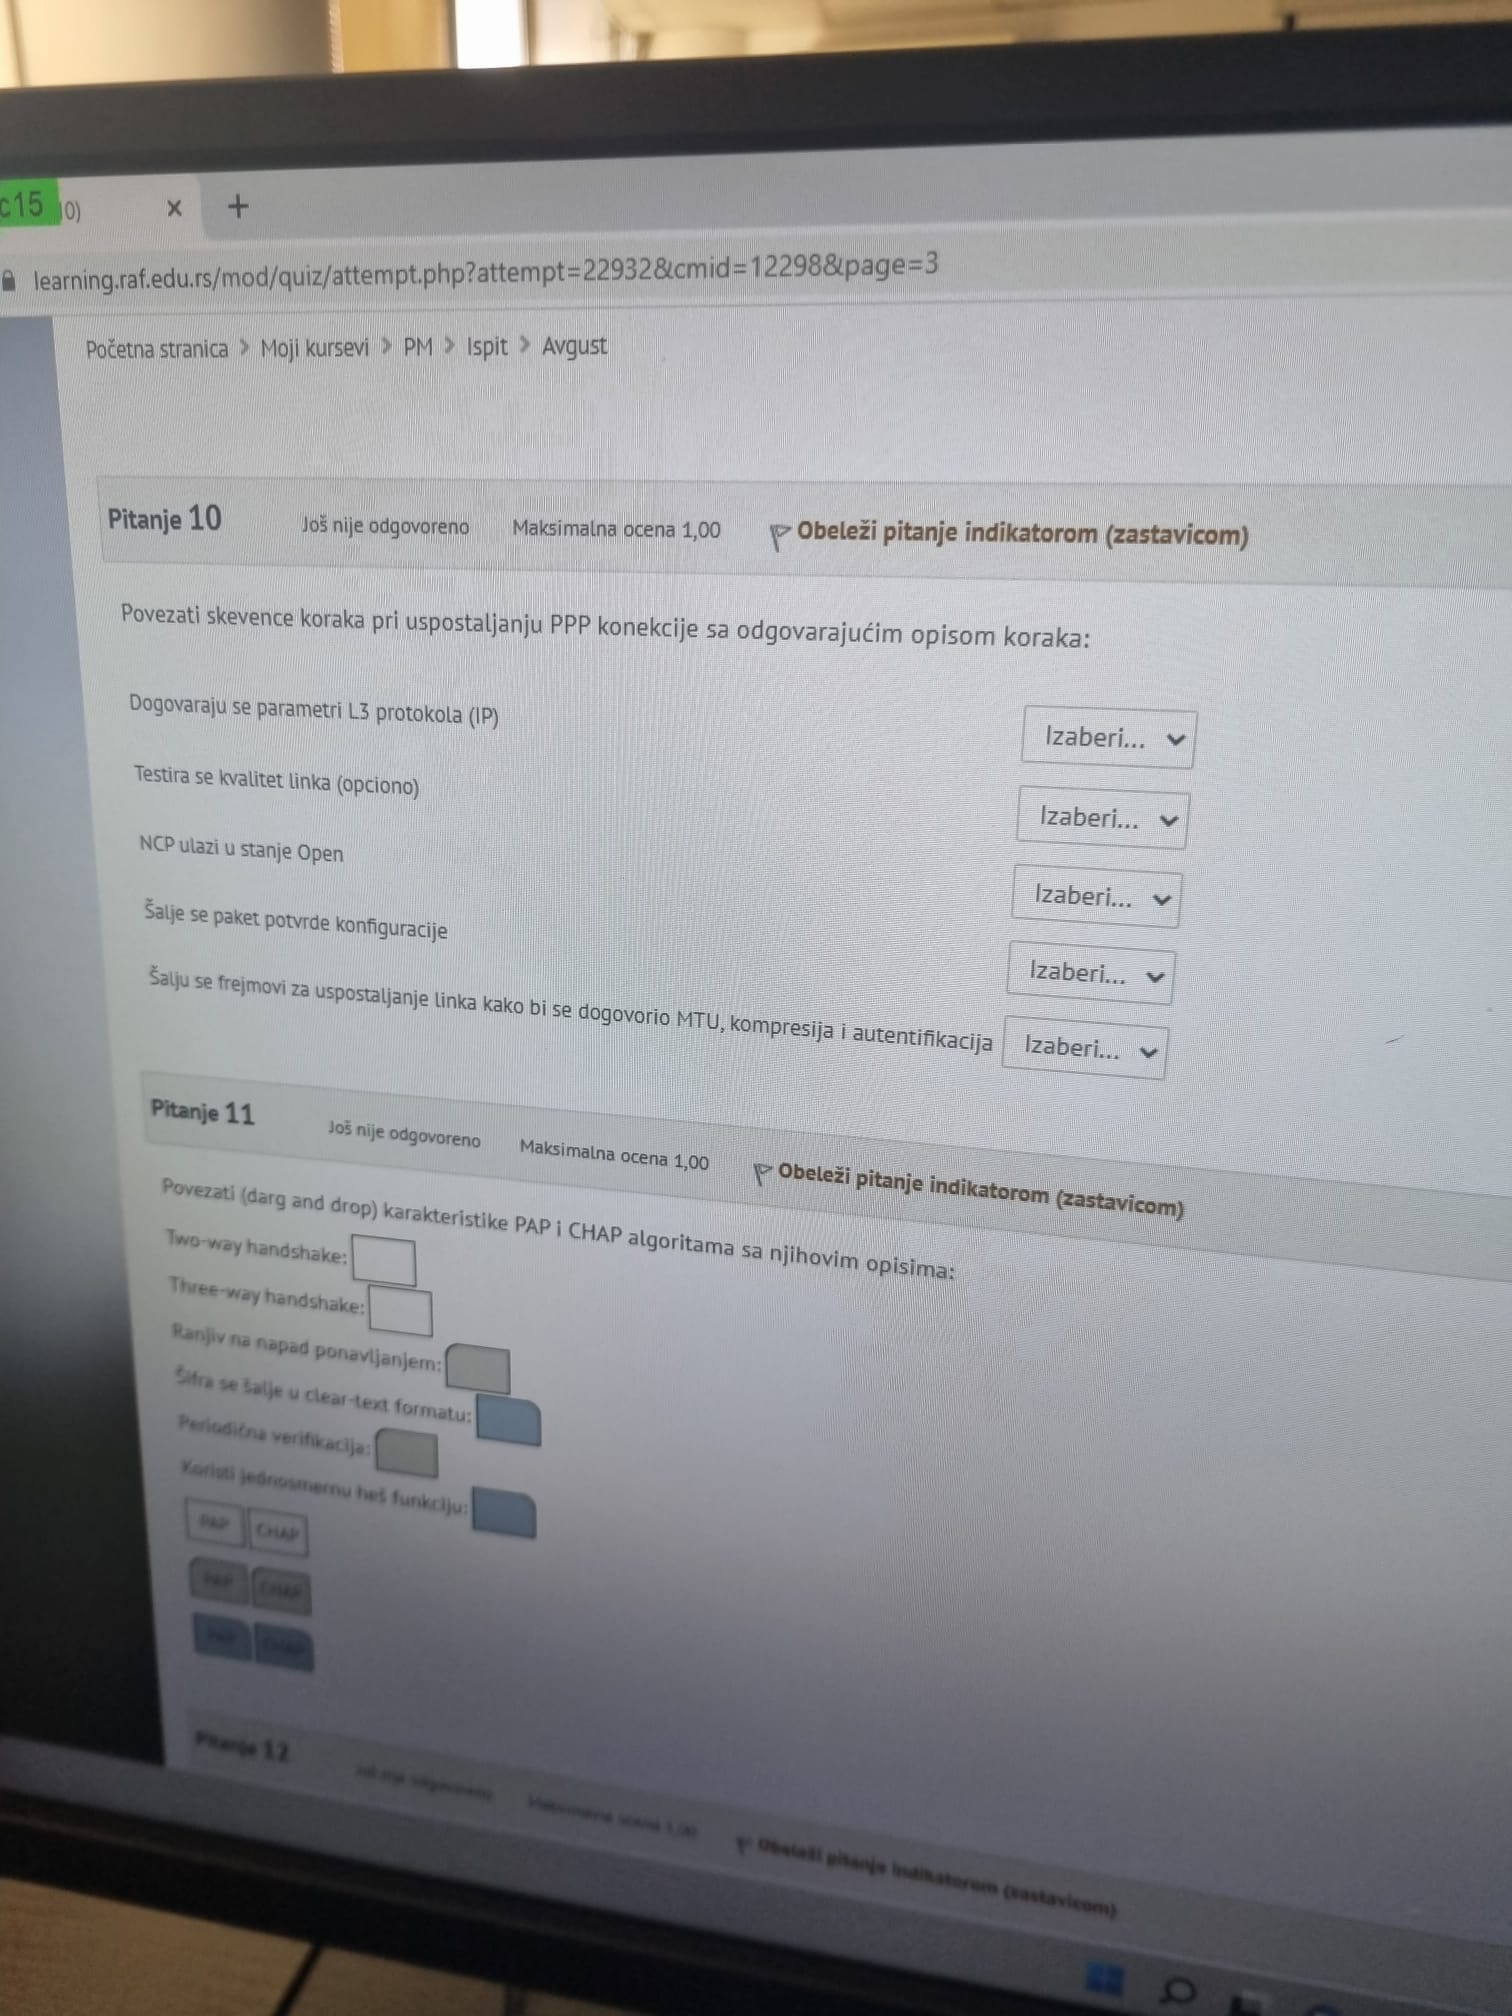 c15 10) × +
learning.raf.edu.rs/mod/quiz/attempt.php?attempt=22932&cmid=12298&page=3
Početna stranica > Moji kursevi > PM > Ispit > Avgust
Pitanje 10 Još nije odgovoreno Maksimalna ocena 1,00 Obeleži pitanje indikatorom (zastavicom)
Povezati skevence koraka pri uspostaljanju PPP konekcije sa odgovarajućim opisom koraka:
Dogovaraju se parametri L3 protokola (IP) Izaberi...
Testira se kvalitet linka (opciono) Izaberi...
NCP ulazi u stanje Open Izaberi...
Šalje se paket potvrde konfiguracije Izaberi...
Šalju se frejmovi za uspostaljanje linka kako bi se dogovorio MTU, kompresija i autentifikacija Izaberi...
Pitanje 11 Još nije odgovoreno Maksimalna ocena 1,00 Obeleži pitanje indikatorom (zastavicom)
Povezati (darg and drop) karakteristike PAP i CHAP algoritama sa njihovim opisima:
Two-way handshake:
Three-way handshake:
Ranjiv na napad ponavljanjem:
Šifra se šalje u clear-text formatu:
Periodična verifikacija:
Koristi jednosmernu heš funkciju:
PAP CHAP
PAP CHAP
PAP CHAP
Pitanje 12 Još nije odgovoreno Maksimalna ocena 1,00 Obeleži pitanje indikatorom (zastavicom)